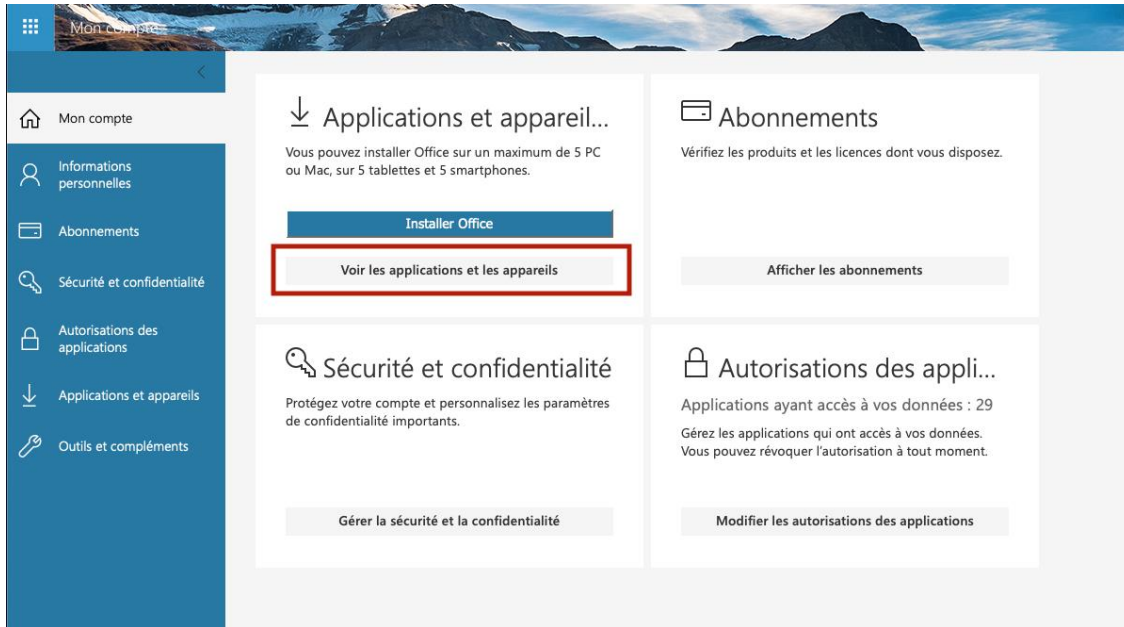 Mon compte
Mon compte
Informations
personnelles
Abonnements
Sécurité et confidentialité
Autorisations des
applications
Applications et appareils
Outils et compléments
Applications et appareil...
Vous pouvez installer Office sur un maximum de 5 PC
ou Mac, sur 5 tablettes et 5 smartphones.
Installer Office
Voir les applications et les appareils
Abonnements
Vérifiez les produits et les licences dont vous disposez.
Afficher les abonnements
Sécurité et confidentialité
Protégez votre compte et personnalisez les paramètres
de confidentialité importants.
Gérer la sécurité et la confidentialité
Autorisations des appli...
Applications ayant accès à vos données : 29
Gérez les applications qui ont accès à vos données.
Vous pouvez révoquer l'autorisation à tout moment.
Modifier les autorisations des applications